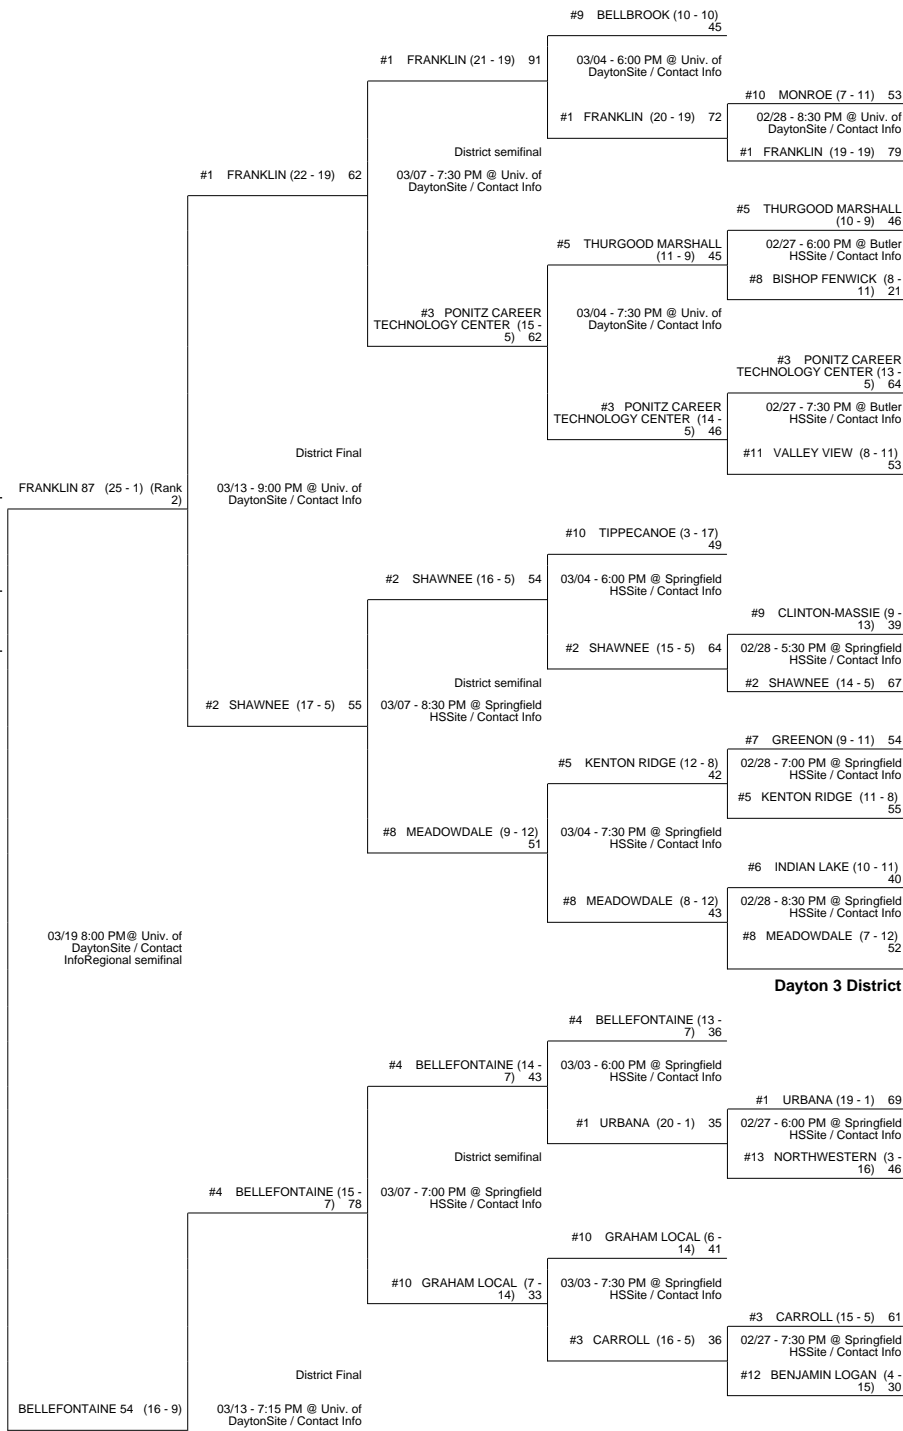 #9 BELLBROOK (10 - 10)
45
#1 FRANKLIN (21 - 19) 91
03/04 - 6:00 PM @ Univ. of
DaytonSite / Contact Info
#10 MONROE (7 - 11) 53
#1 FRANKLIN (20 - 19) 72
02/28 - 8:30 PM @ Univ. of
DaytonSite / Contact Info
District semifinal
#1 FRANKLIN (19 - 19) 79
#1 FRANKLIN (22 - 19) 62
03/07 - 7:30 PM @ Univ. of
DaytonSite / Contact Info
#5 THURGOOD MARSHALL
(10 - 9) 46
#5 THURGOOD MARSHALL
(11 - 9) 45
02/27 - 6:00 PM @ Butler
HSSite / Contact Info
#8 BISHOP FENWICK (8 -
11) 21
#3 PONITZ CAREER
TECHNOLOGY CENTER (15 -
5) 62
03/04 - 7:30 PM @ Univ. of
DaytonSite / Contact Info
#3 PONITZ CAREER
TECHNOLOGY CENTER (13 -
5) 64
#3 PONITZ CAREER
TECHNOLOGY CENTER (14 -
5) 46
02/27 - 7:30 PM @ Butler
HSSite / Contact Info
District Final
#11 VALLEY VIEW (8 - 11)
53
FRANKLIN 87 (25 - 1) (Rank
2)
03/13 - 9:00 PM @ Univ. of
DaytonSite / Contact Info
#10 TIPPECANOE (3 - 17)
49
#2 SHAWNEE (16 - 5) 54
03/04 - 6:00 PM @ Springfield
HSSite / Contact Info
#9 CLINTON-MASSIE (9 -
13) 39
#2 SHAWNEE (15 - 5) 64
02/28 - 5:30 PM @ Springfield
HSSite / Contact Info
District semifinal
#2 SHAWNEE (14 - 5) 67
#2 SHAWNEE (17 - 5) 55
03/07 - 8:30 PM @ Springfield
HSSite / Contact Info
#7 GREENON (9 - 11) 54
#5 KENTON RIDGE (12 - 8)
42
02/28 - 7:00 PM @ Springfield
HSSite / Contact Info
#5 KENTON RIDGE (11 - 8)
55
#8 MEADOWDALE (9 - 12)
51
03/04 - 7:30 PM @ Springfield
HSSite / Contact Info
#6 INDIAN LAKE (10 - 11)
40
#8 MEADOWDALE (8 - 12)
43
02/28 - 8:30 PM @ Springfield
HSSite / Contact Info
#8 MEADOWDALE (7 - 12)
52
03/19 8:00 PM@ Univ. of
DaytonSite / Contact
InfoRegional semifinal
Dayton 3 District
#4 BELLEFONTAINE (13 -
7) 36
#4 BELLEFONTAINE (14 -
7) 43
03/03 - 6:00 PM @ Springfield
HSSite / Contact Info
#1 URBANA (19 - 1) 69
#1 URBANA (20 - 1) 35
02/27 - 6:00 PM @ Springfield
HSSite / Contact Info
District semifinal
#13 NORTHWESTERN (3 -
16) 46
#4 BELLEFONTAINE (15 -
7) 78
03/07 - 7:00 PM @ Springfield
HSSite / Contact Info
#10 GRAHAM LOCAL (6 -
14) 41
#10 GRAHAM LOCAL (7 -
14) 33
03/03 - 7:30 PM @ Springfield
HSSite / Contact Info
#3 CARROLL (15 - 5) 61
#3 CARROLL (16 - 5) 36
02/27 - 7:30 PM @ Springfield
HSSite / Contact Info
District Final
#12 BENJAMIN LOGAN (4 -
15) 30
BELLEFONTAINE 54 (16 - 9)
03/13 - 7:15 PM @ Univ. of
DaytonSite / Contact Info